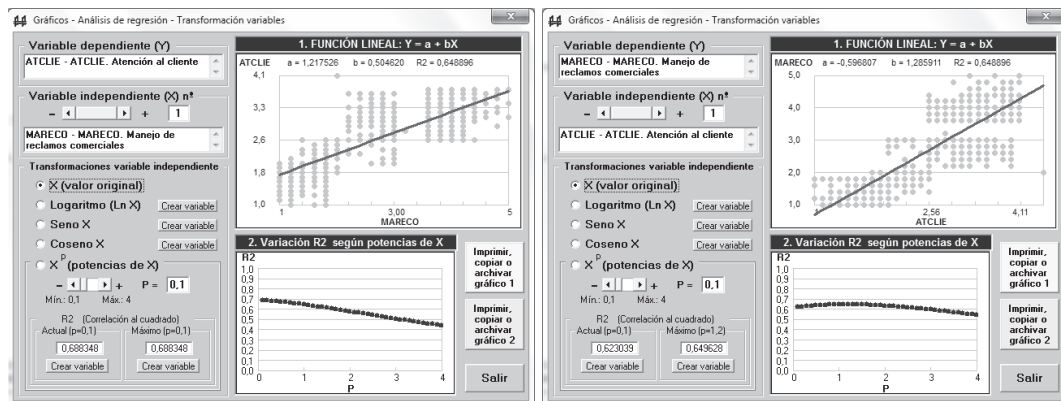 Gráficos - Análisis de regresión - Transformación variables
X
Variable dependiente (Y)
ATCLIE - ATCLIE. Atención al cliente
Variable independiente (X) nº
- + 1
MARECO - MARECO. Manejo de
reclamos comerciales
Transformaciones variable independiente
X (valor original)
Logaritmo (Ln X) Crear variable
Seno X Crear variable
Coseno X Crear variable
X^p (potencias de X)
- + P = 0,1
Mín.: 0,1 Máx.: 4
R2 (Correlación al cuadrado)
Actual (p=0,1) Máximo (p=0,1)
0,688348 0,688348
Crear variable Crear variable
1. FUNCIÓN LINEAL: Y = a + bX
ATCLIE a = 1,217526 b = 0,504620 R2 = 0,648896
4,1
3,3
2,6
1,8
1,0
1 3,00 5
MARECO
2. Variación R2 según potencias de X
R2
1,0
0,9
0,8
0,7
0,6
0,5
0,4
0,3
0,2
0,1
0,0
0 1 2 3 4
P
Imprimir,
copiar o
archivar
gráfico 1
Imprimir,
copiar o
archivar
gráfico 2
Salir
Gráficos - Análisis de regresión - Transformación variables
X
Variable dependiente (Y)
MARECO - MARECO. Manejo de
reclamos comerciales
Variable independiente (X) nº
- + 1
ATCLIE - ATCLIE. Atención al cliente
Transformaciones variable independiente
X (valor original)
Logaritmo (Ln X) Crear variable
Seno X Crear variable
Coseno X Crear variable
X^p (potencias de X)
- + P = 0,1
Mín.: 0,1 Máx.: 4
R2 (Correlación al cuadrado)
Actual (p=0,1) Máximo (p=1,2)
0,623039 0,649628
Crear variable Crear variable
1. FUNCIÓN LINEAL: Y = a + bX
MARECO a = -0,596807 b = 1,285911 R2 = 0,648896
5,0
4,0
3,0
2,0
1,0
1 2,56 4,11
ATCLIE
2. Variación R2 según potencias de X
R2
1,0
0,9
0,8
0,7
0,6
0,5
0,4
0,3
0,2
0,1
0,0
0 1 2 3 4
P
Imprimir,
copiar o
archivar
gráfico 1
Imprimir,
copiar o
archivar
gráfico 2
Salir